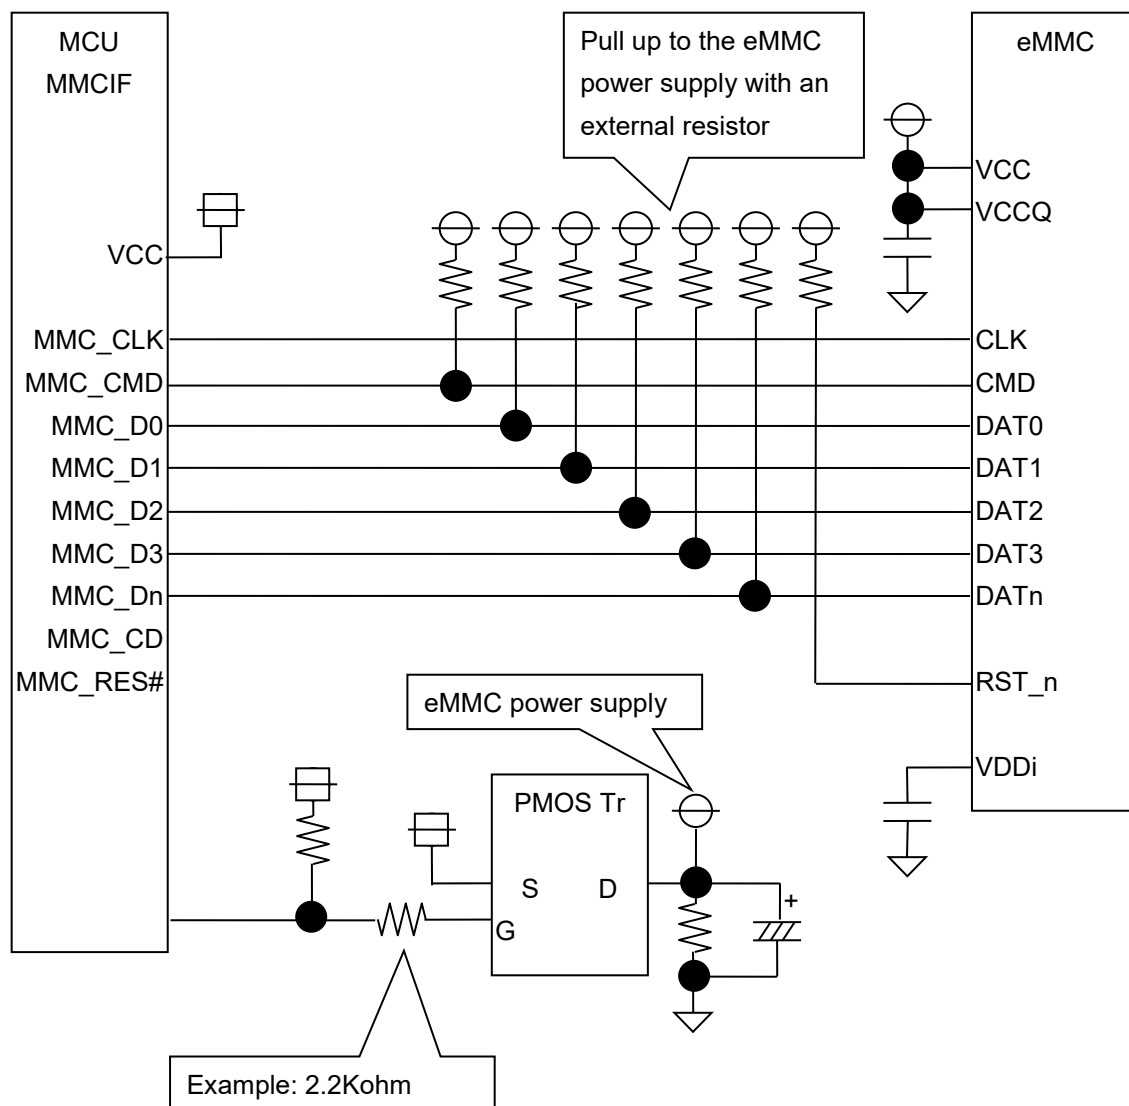 MCU
MMCIF
Pull up to the eMMC
power supply with an
external resistor
eMMC
VCC
VCCQ
VCC
MMC_CLK
MMC_CMD
MMC_D0
MMC_D1
MMC_D2
MMC_D3
MMC_Dn
MMC_CD
MMC_RES#
CLK
CMD
DAT0
DAT1
DAT2
DAT3
DATn
RST_n
VDDi
eMMC power supply
PMOS Tr
S D
G
+
Example: 2.2Kohm